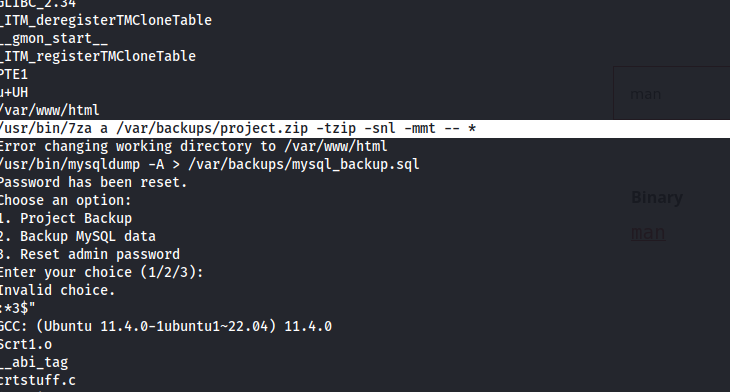 GLIBC_2.34
_ITM_deregisterTMCloneTable
__gmon_start__
_ITM_registerTMCloneTable
PTE1
u+UH
/var/www/html
/usr/bin/7za a /var/backups/project.zip -tzip -snl -mmt -- *
Error changing working directory to /var/www/html
/usr/bin/mysqldump -A > /var/backups/mysql_backup.sql
Password has been reset.
Choose an option:
1. Project Backup
2. Backup MySQL data
3. Reset admin password
Enter your choice (1/2/3):
Invalid choice.
:*3$"
GCC: (Ubuntu 11.4.0-1ubuntu1~22.04) 11.4.0
Scrt1.o
__abi_tag
crtstuff.c
man
Binary
man